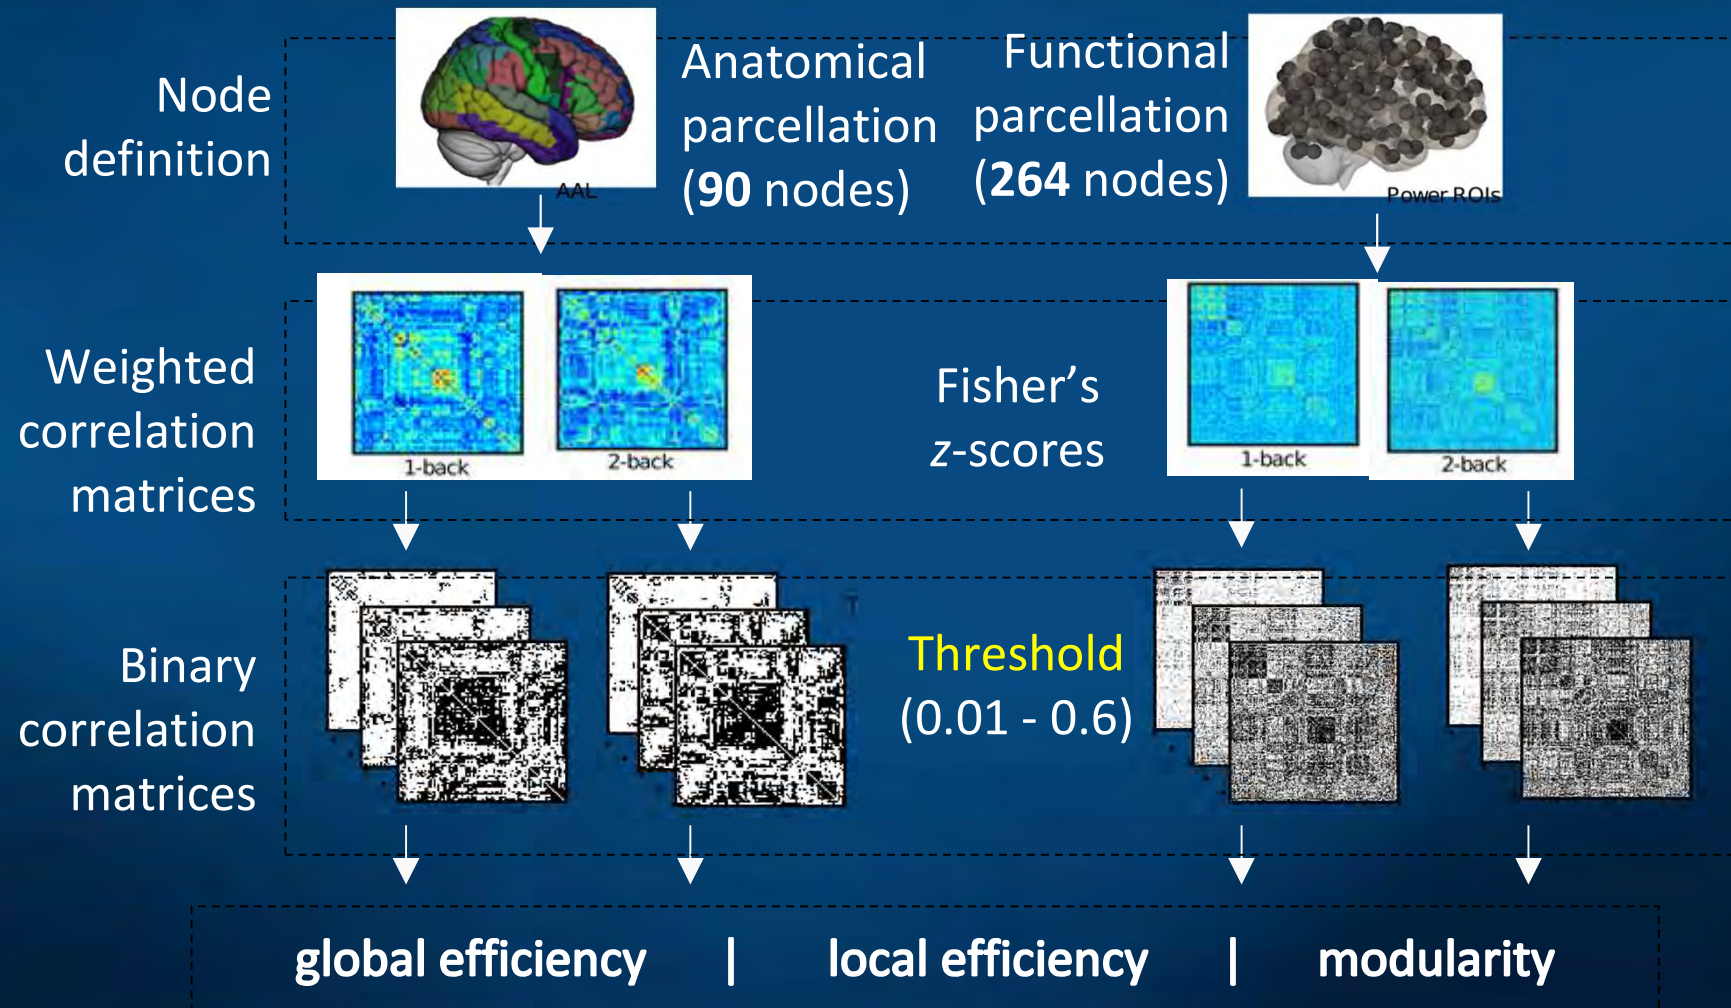 Node
definition
AAL
Anatomical
parcellation
(90 nodes)
Functional
parcellation
(264 nodes)
Power ROIs
Weighted
correlation
matrices
1-back
2-back
Fisher’s
z-scores
1-back
2-back
Binary
correlation
matrices
Threshold
(0.01 - 0.6)
global efficiency | local efficiency | modularity